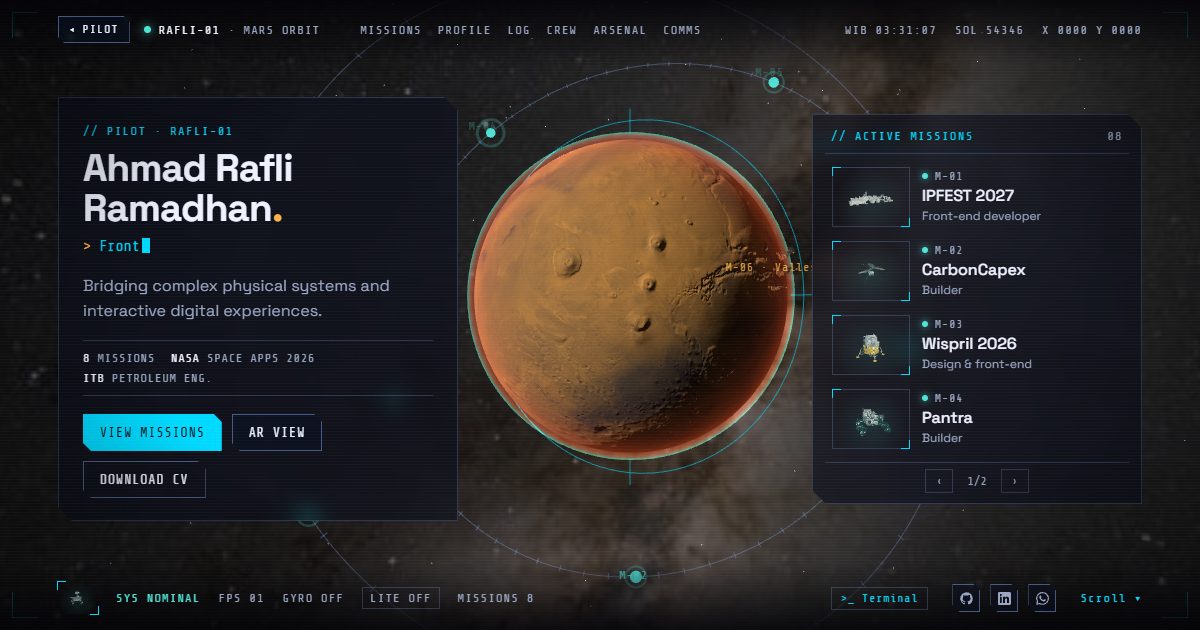 ◂ PILOT
RAFLI-01 · MARS ORBIT
MISSIONS PROFILE LOG CREW ARSENAL COMMS
WIB 03:31:07 SOL 54346 X 0000 Y 0000
// PILOT · RAFLI-01
Ahmad Rafli
Ramadhan.
> Front
Bridging complex physical systems and
interactive digital experiences.
8 MISSIONS NASA SPACE APPS 2026
ITB PETROLEUM ENG.
VIEW MISSIONS
AR VIEW
DOWNLOAD CV
M-06 · Valle
// ACTIVE MISSIONS 08
M-01
IPFEST 2027
Front-end developer
M-02
CarbonCapex
Builder
M-03
Wispril 2026
Design & front-end
M-04
Pantra
Builder
‹ 1/2 ›
SYS NOMINAL FPS 01 GYRO OFF LITE OFF MISSIONS 8
>_ Terminal
Scroll ▾